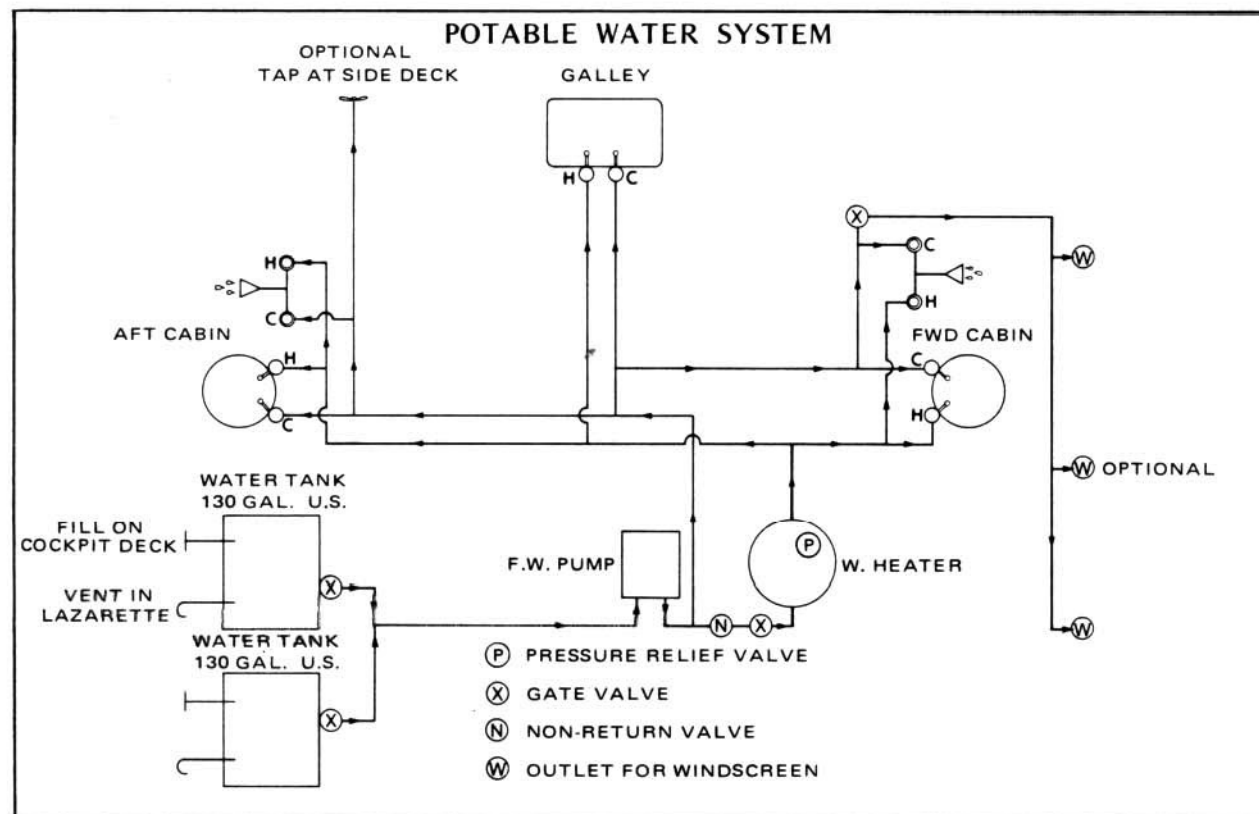 POTABLE WATER SYSTEM
OPTIONAL
TAP AT SIDE DECK
GALLEY
H
C
X
C
W
H
H
C
AFT CABIN
FWD CABIN
H
C
C
H
WATER TANK
130 GAL. U.S.
W OPTIONAL
FILL ON
COCKPIT DECK
F.W. PUMP
P
W. HEATER
VENT IN
LAZARETTE
X
N
X
W
WATER TANK
130 GAL. U.S.
X
P PRESSURE RELIEF VALVE
X GATE VALVE
N NON-RETURN VALVE
W OUTLET FOR WINDSCREEN